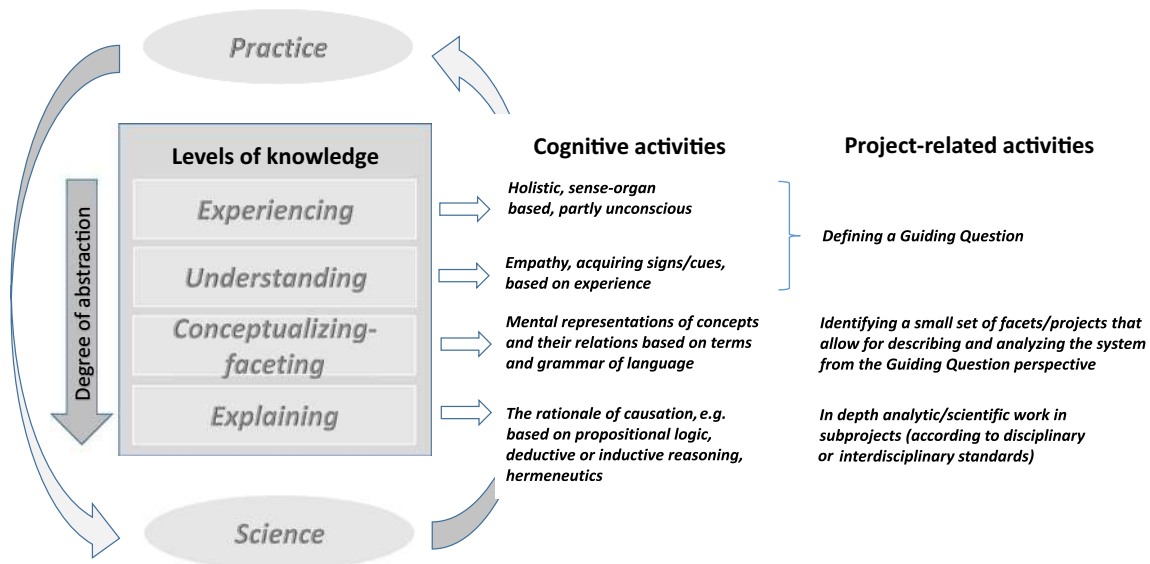 Practice
Levels of knowledge
Cognitive activities
Project-related activities
Degree of abstraction
Experiencing
Holistic, sense-organ
based, partly unconscious
Defining a Guiding Question
Understanding
Empathy, acquiring signs/cues,
based on experience
Conceptualizing-
faceting
Mental representations of concepts
and their relations based on terms
and grammar of language
Identifying a small set of facets/projects that
allow for describing and analyzing the system
from the Guiding Question perspective
Explaining
The rationale of causation, e.g.
based on propositional logic,
deductive or inductive reasoning,
hermeneutics
In depth analytic/scientific work in
subprojects (according to disciplinary
or interdisciplinary standards)
Science